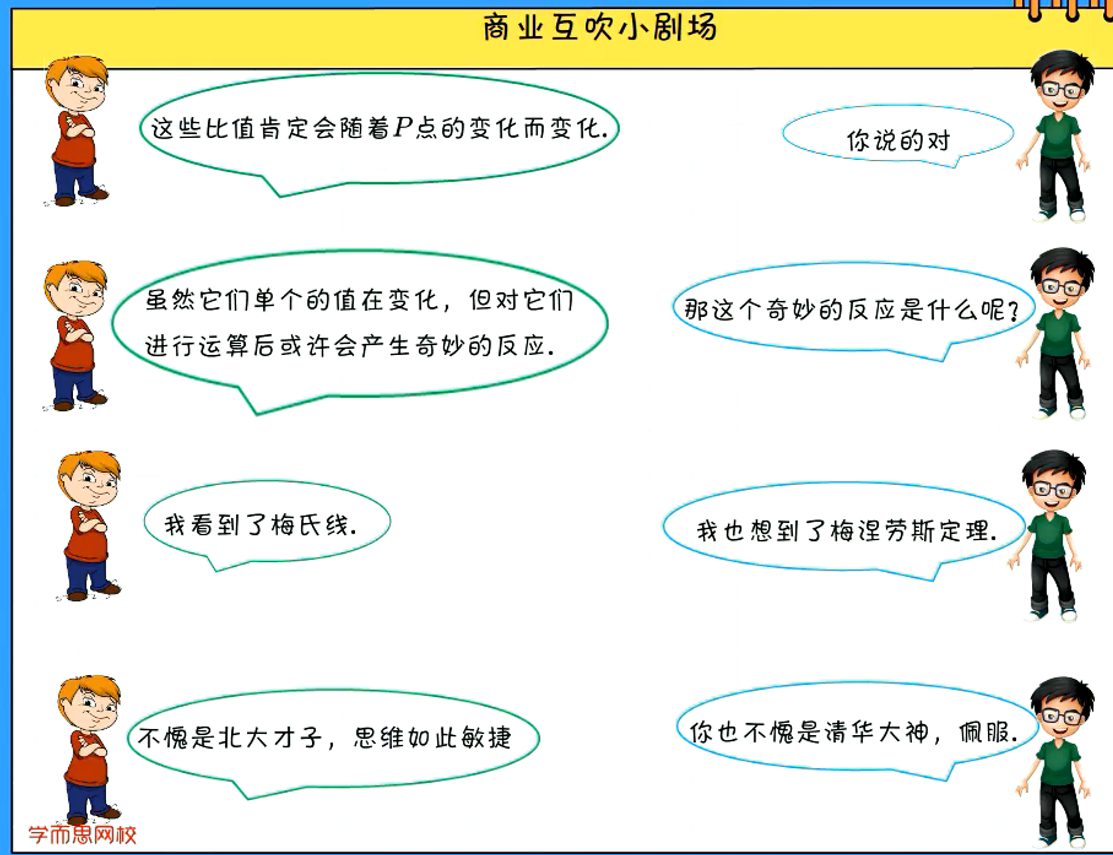 商业互吹小剧场
这些比值肯定会随着P点的变化而变化.
你说的对
虽然它们单个的值在变化，但对它们
进行运算后或许会产生奇妙的反应.
那这个奇妙的反应是什么呢?
我看到了梅氏线.
我也想到了梅涅劳斯定理.
不愧是北大才子，思维如此敏捷
你也不愧是清华大神，佩服.
学而思网校